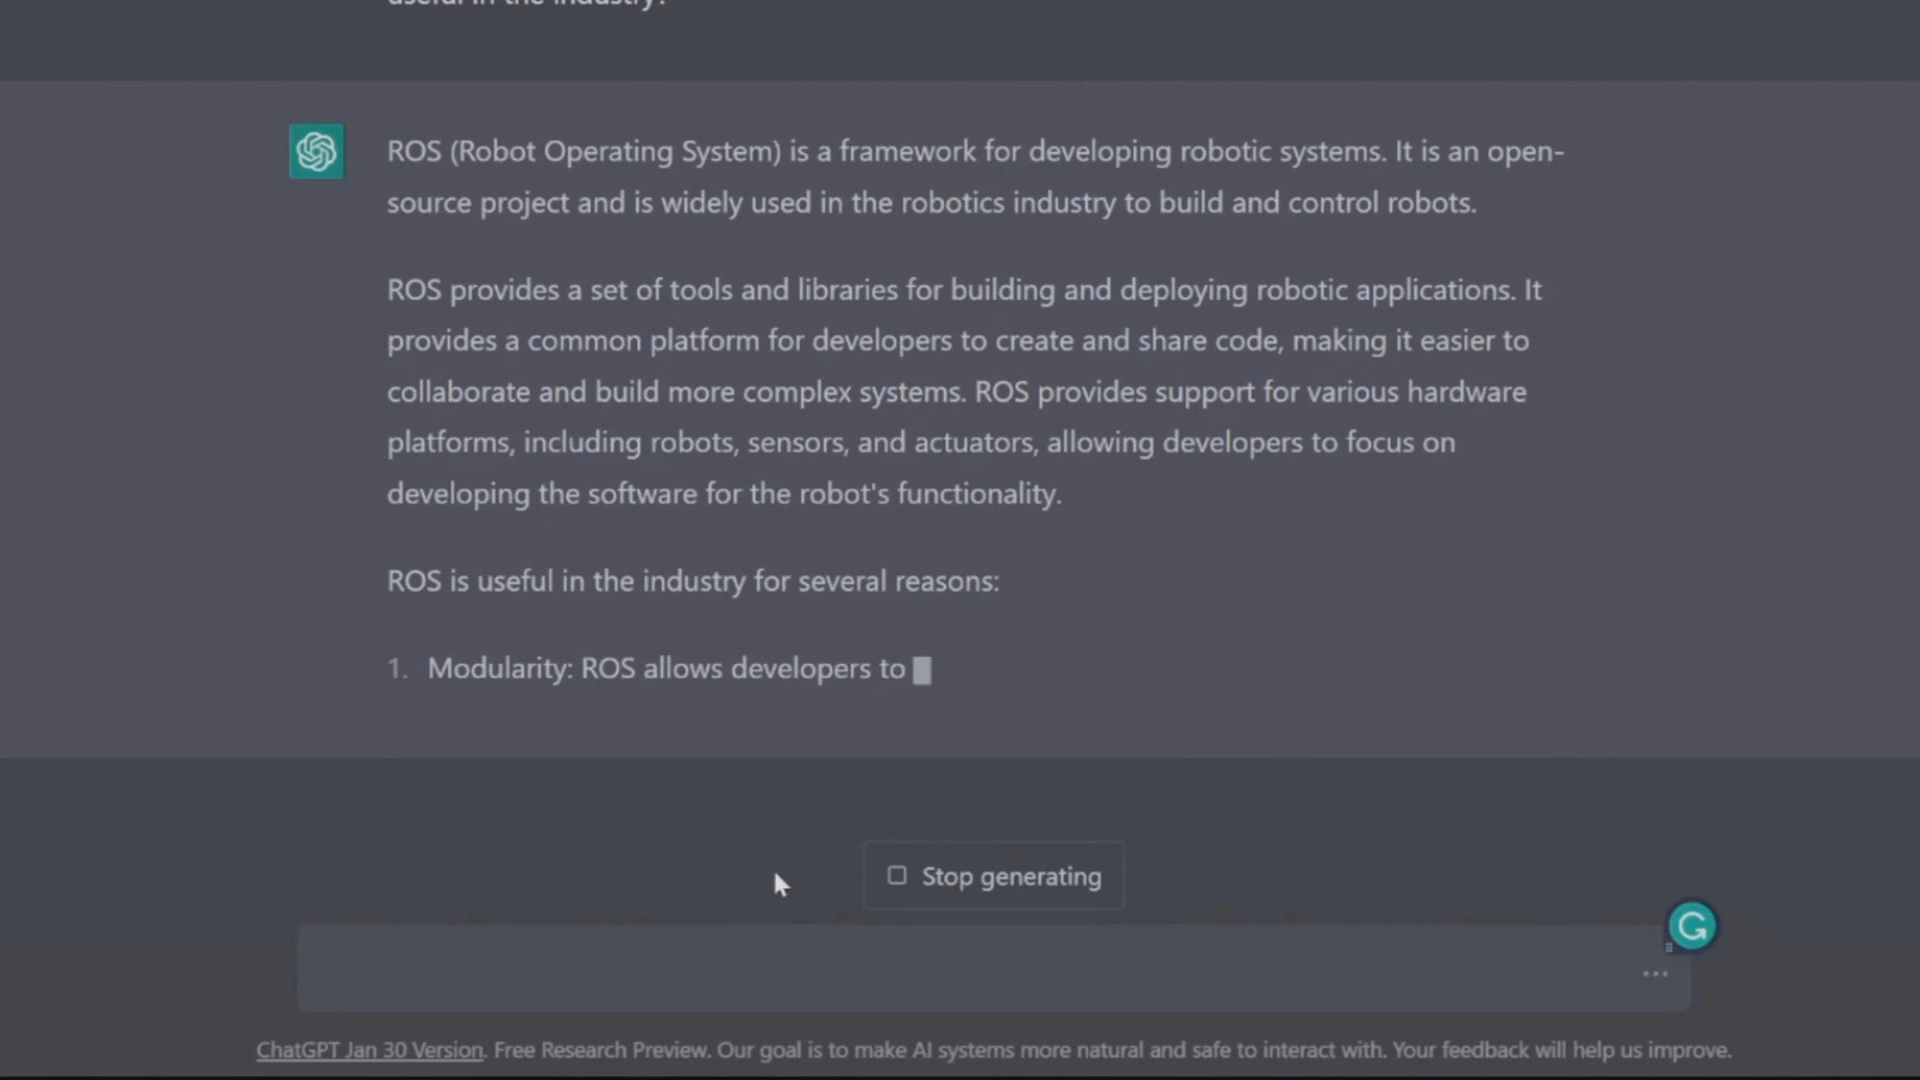 useful in the industry?
ROS (Robot Operating System) is a framework for developing robotic systems. It is an open-
source project and is widely used in the robotics industry to build and control robots.
ROS provides a set of tools and libraries for building and deploying robotic applications. It
provides a common platform for developers to create and share code, making it easier to
collaborate and build more complex systems. ROS provides support for various hardware
platforms, including robots, sensors, and actuators, allowing developers to focus on
developing the software for the robot's functionality.
ROS is useful in the industry for several reasons:
1. Modularity: ROS allows developers to
Stop generating
ChatGPT Jan 30 Version. Free Research Preview. Our goal is to make AI systems more natural and safe to interact with. Your feedback will help us improve.